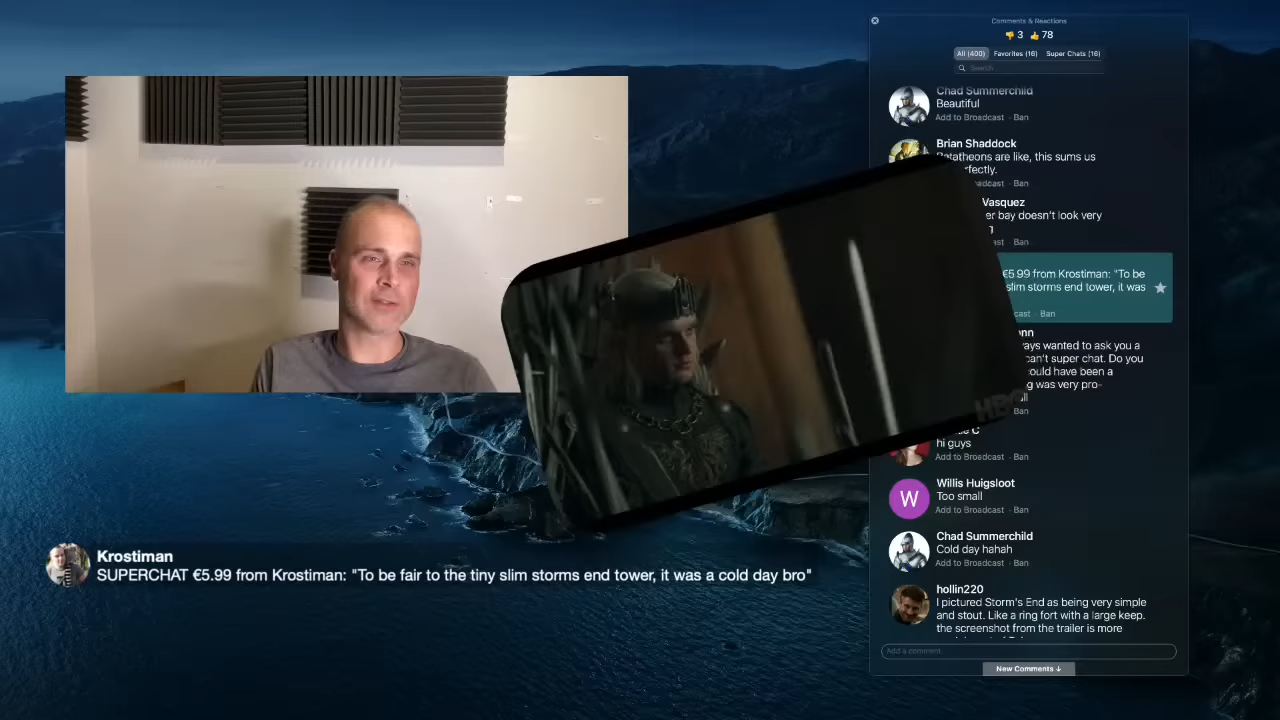 Comments & Reactions
👎 3 👍 78
All (400) Favorites (16) Super Chats (16)
Search
Chad Summerchild
Beautiful
Add to Broadcast · Ban
Brian Shaddock
are like, this sums us
Ban
Vasquez
bay doesn't look very
Ban
€5.99 from Krostiman: "To be
slim storms end tower, it was
Ban
wanted to ask you a
can't super chat. Do you
could have been a
was very pro-
Ban
hi guys
Add to Broadcast · Ban
W
Willis Huigsloot
Too small
Add to Broadcast · Ban
Chad Summerchild
Cold day hahah
Add to Broadcast · Ban
hollin220
I pictured Storm's End as being very simple
and stout. Like a ring fort with a large keep.
the screenshot from the trailer is more
Add a comment
New Comments ↓
HBO
Krostiman
SUPERCHAT €5.99 from Krostiman: "To be fair to the tiny slim storms end tower, it was a cold day bro"